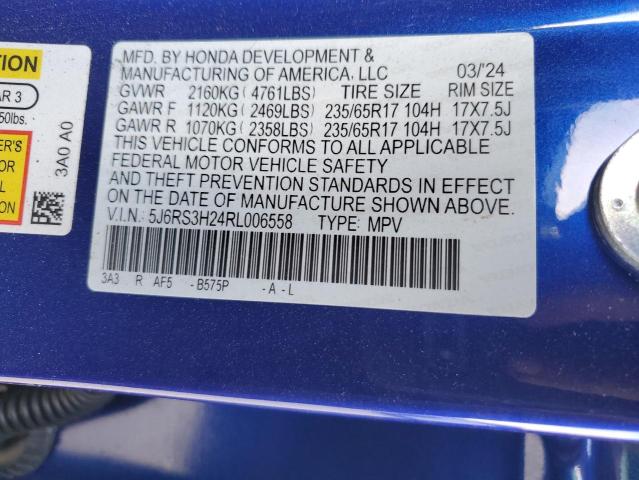 MFD. BY HONDA DEVELOPMENT &
MANUFACTURING OF AMERICA, LLC 03/'24
GVWR 2160KG ( 4761LBS) TIRE SIZE RIM SIZE
GAWR F 1120KG ( 2469LBS) 235/65R17 104H 17X7.5J
GAWR R 1070KG ( 2358LBS) 235/65R17 104H 17X7.5J
THIS VEHICLE CONFORMS TO ALL APPLICABLE
FEDERAL MOTOR VEHICLE SAFETY
AND THEFT PREVENTION STANDARDS IN EFFECT
ON THE DATE OF MANUFACTURE SHOWN ABOVE.
V.I.N.: 5J6RS3H24RL006558 TYPE: MPV
3A3 R AF5 -B575P -A-L
3A0 A0